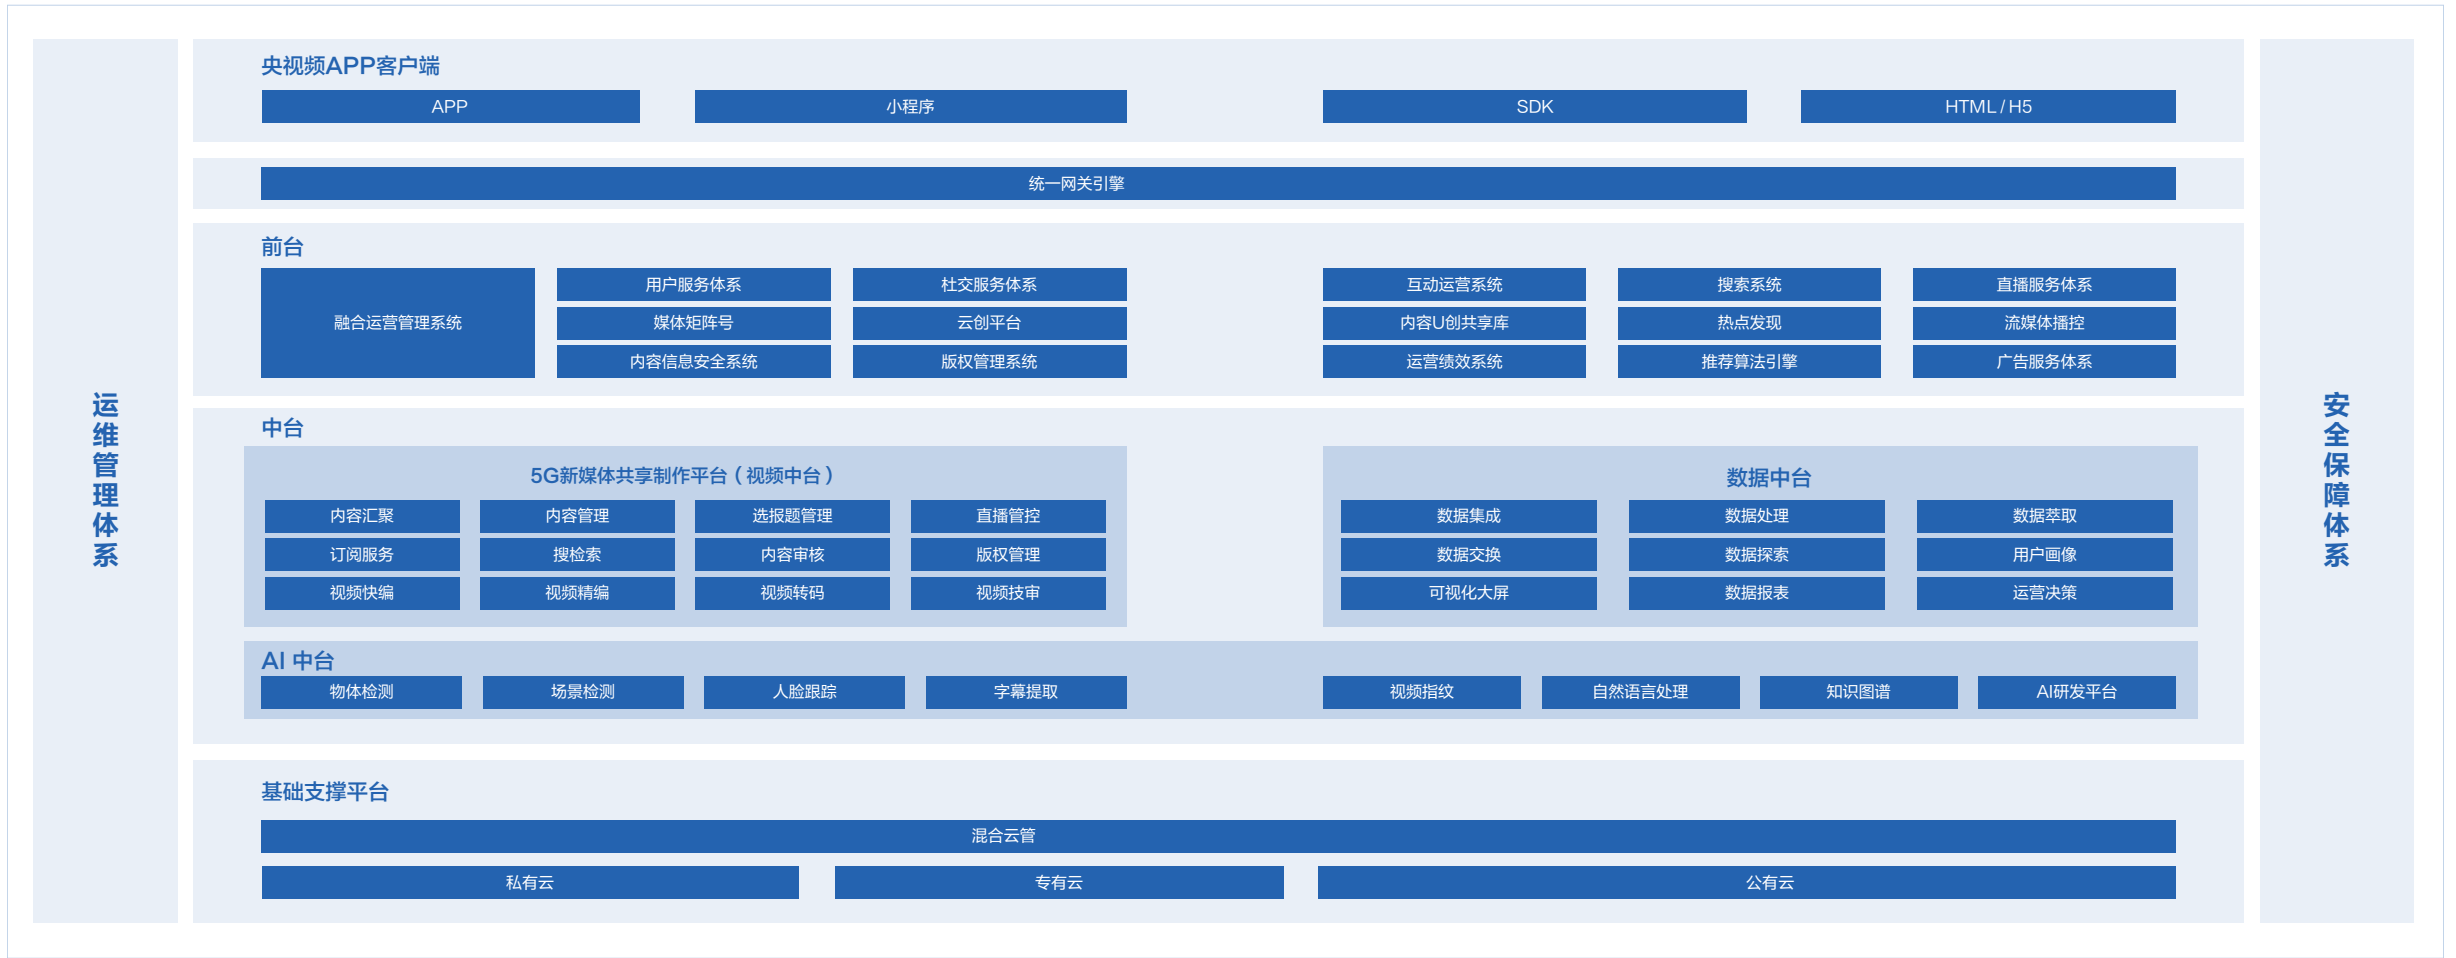 运维管理体系
央视频APP客户端
APP
小程序
SDK
HTML / H5
统一网关引擎
前台
融合运营管理系统
用户服务体系
社交服务体系
互动运营系统
搜索系统
直播服务体系
媒体矩阵号
云创平台
内容U创共享库
热点发现
流媒体播控
内容信息安全系统
版权管理系统
运营绩效系统
推荐算法引擎
广告服务体系
中台
5G新媒体共享制作平台（视频中台）
内容汇聚
内容管理
选报题管理
直播管控
订阅服务
搜检索
内容审核
版权管理
视频快编
视频精编
视频转码
视频技审
数据中台
数据集成
数据处理
数据萃取
数据交换
数据探索
用户画像
可视化大屏
数据报表
运营决策
AI 中台
物体检测
场景检测
人脸跟踪
字幕提取
视频指纹
自然语言处理
知识图谱
AI研发平台
基础支撑平台
混合云管
私有云
专有云
公有云
安全保障体系